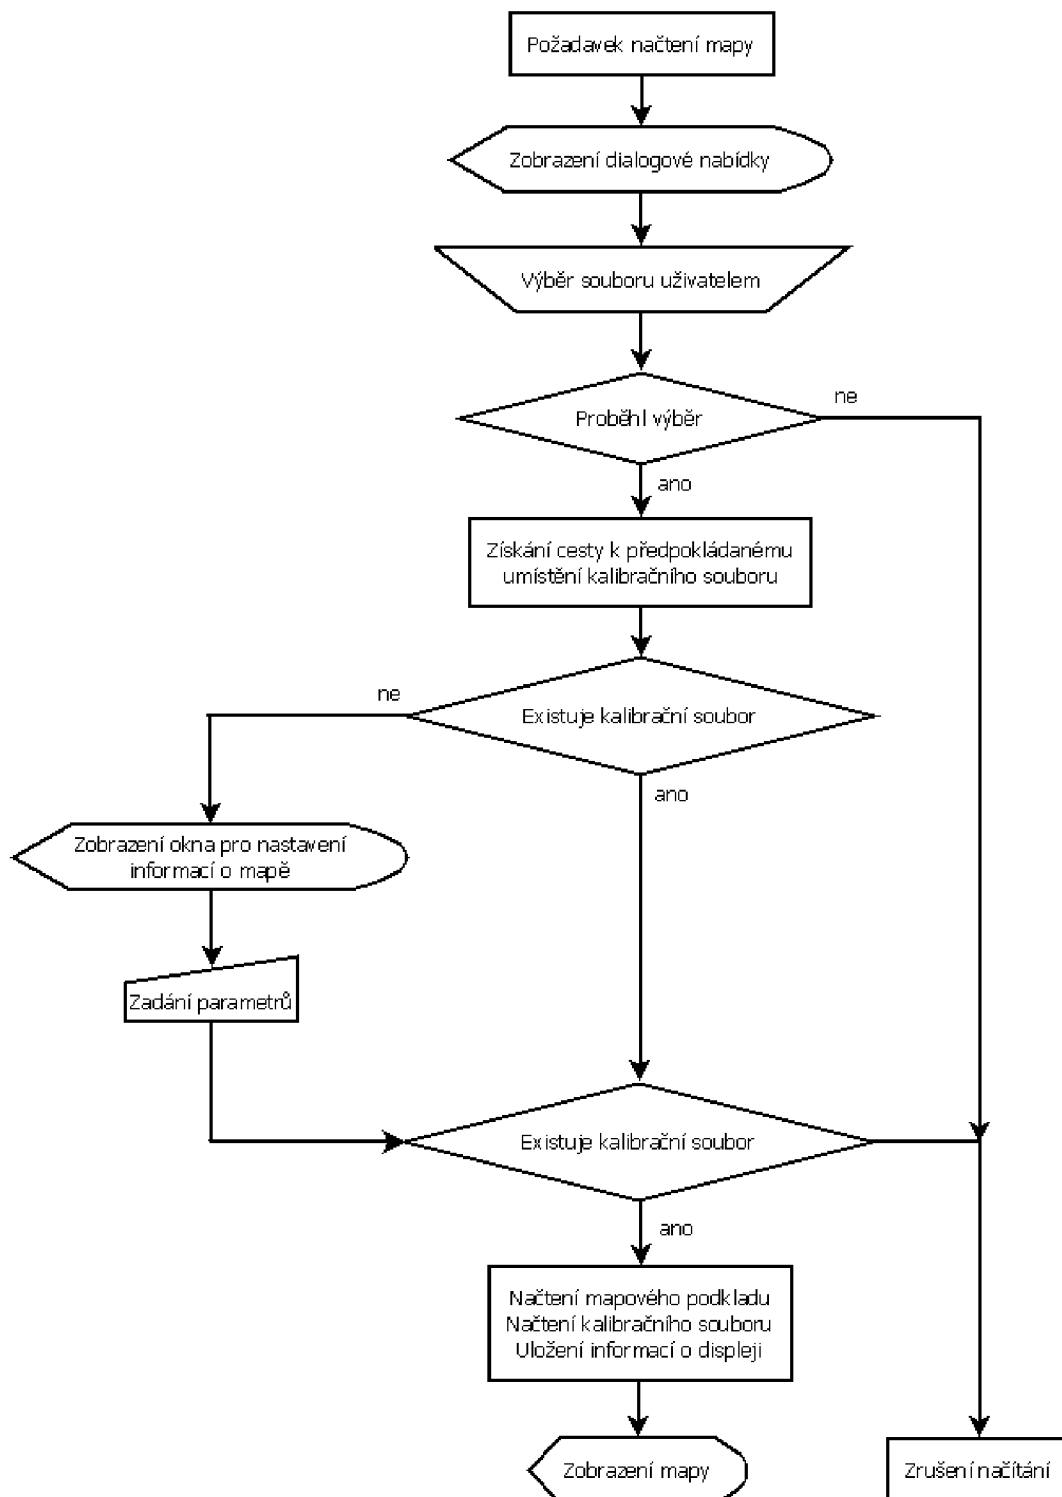 Požadavek načtení mapy
Zobrazení dialogové nabídky
Výběr souboru uživatelem
Proběhl výběr
ne
ano
Získání cesty k předpokládanému
umístění kalibračního souboru
ne
Existuje kalibrační soubor
ano
Zobrazení okna pro nastavení
informací o mapě
Zadání parametrů
Existuje kalibrační soubor
ano
Načtení mapového podkladu
Načtení kalibračního souboru
Uložení informací o displeji
Zobrazení mapy
Zrušení načítání